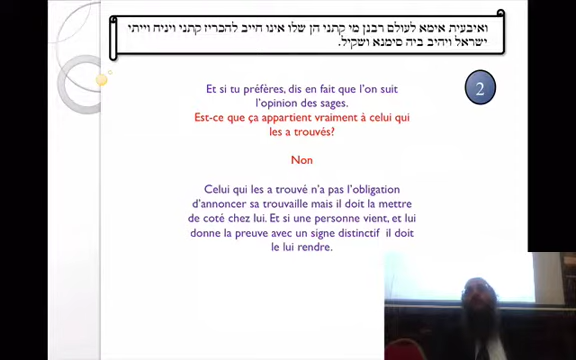 ואיבעית אימא לעולם רבנן מי קתני הן שלו אינו חייב להכריז קתני ויניח וייתי
ישראל ויהיב ביה סימנא ושקיל.
2
Et si tu préfères, dis en fait que l'on suit
l'opinion des sages.
Est-ce que ça appartient vraiment à celui qui
les a trouvés?
Non
Celui qui les a trouvé n'a pas l'obligation
d'annoncer sa trouvaille mais il doit la mettre
de coté chez lui. Et si une personne vient, et lui
donne la preuve avec un signe distinctif il doit
le lui rendre.